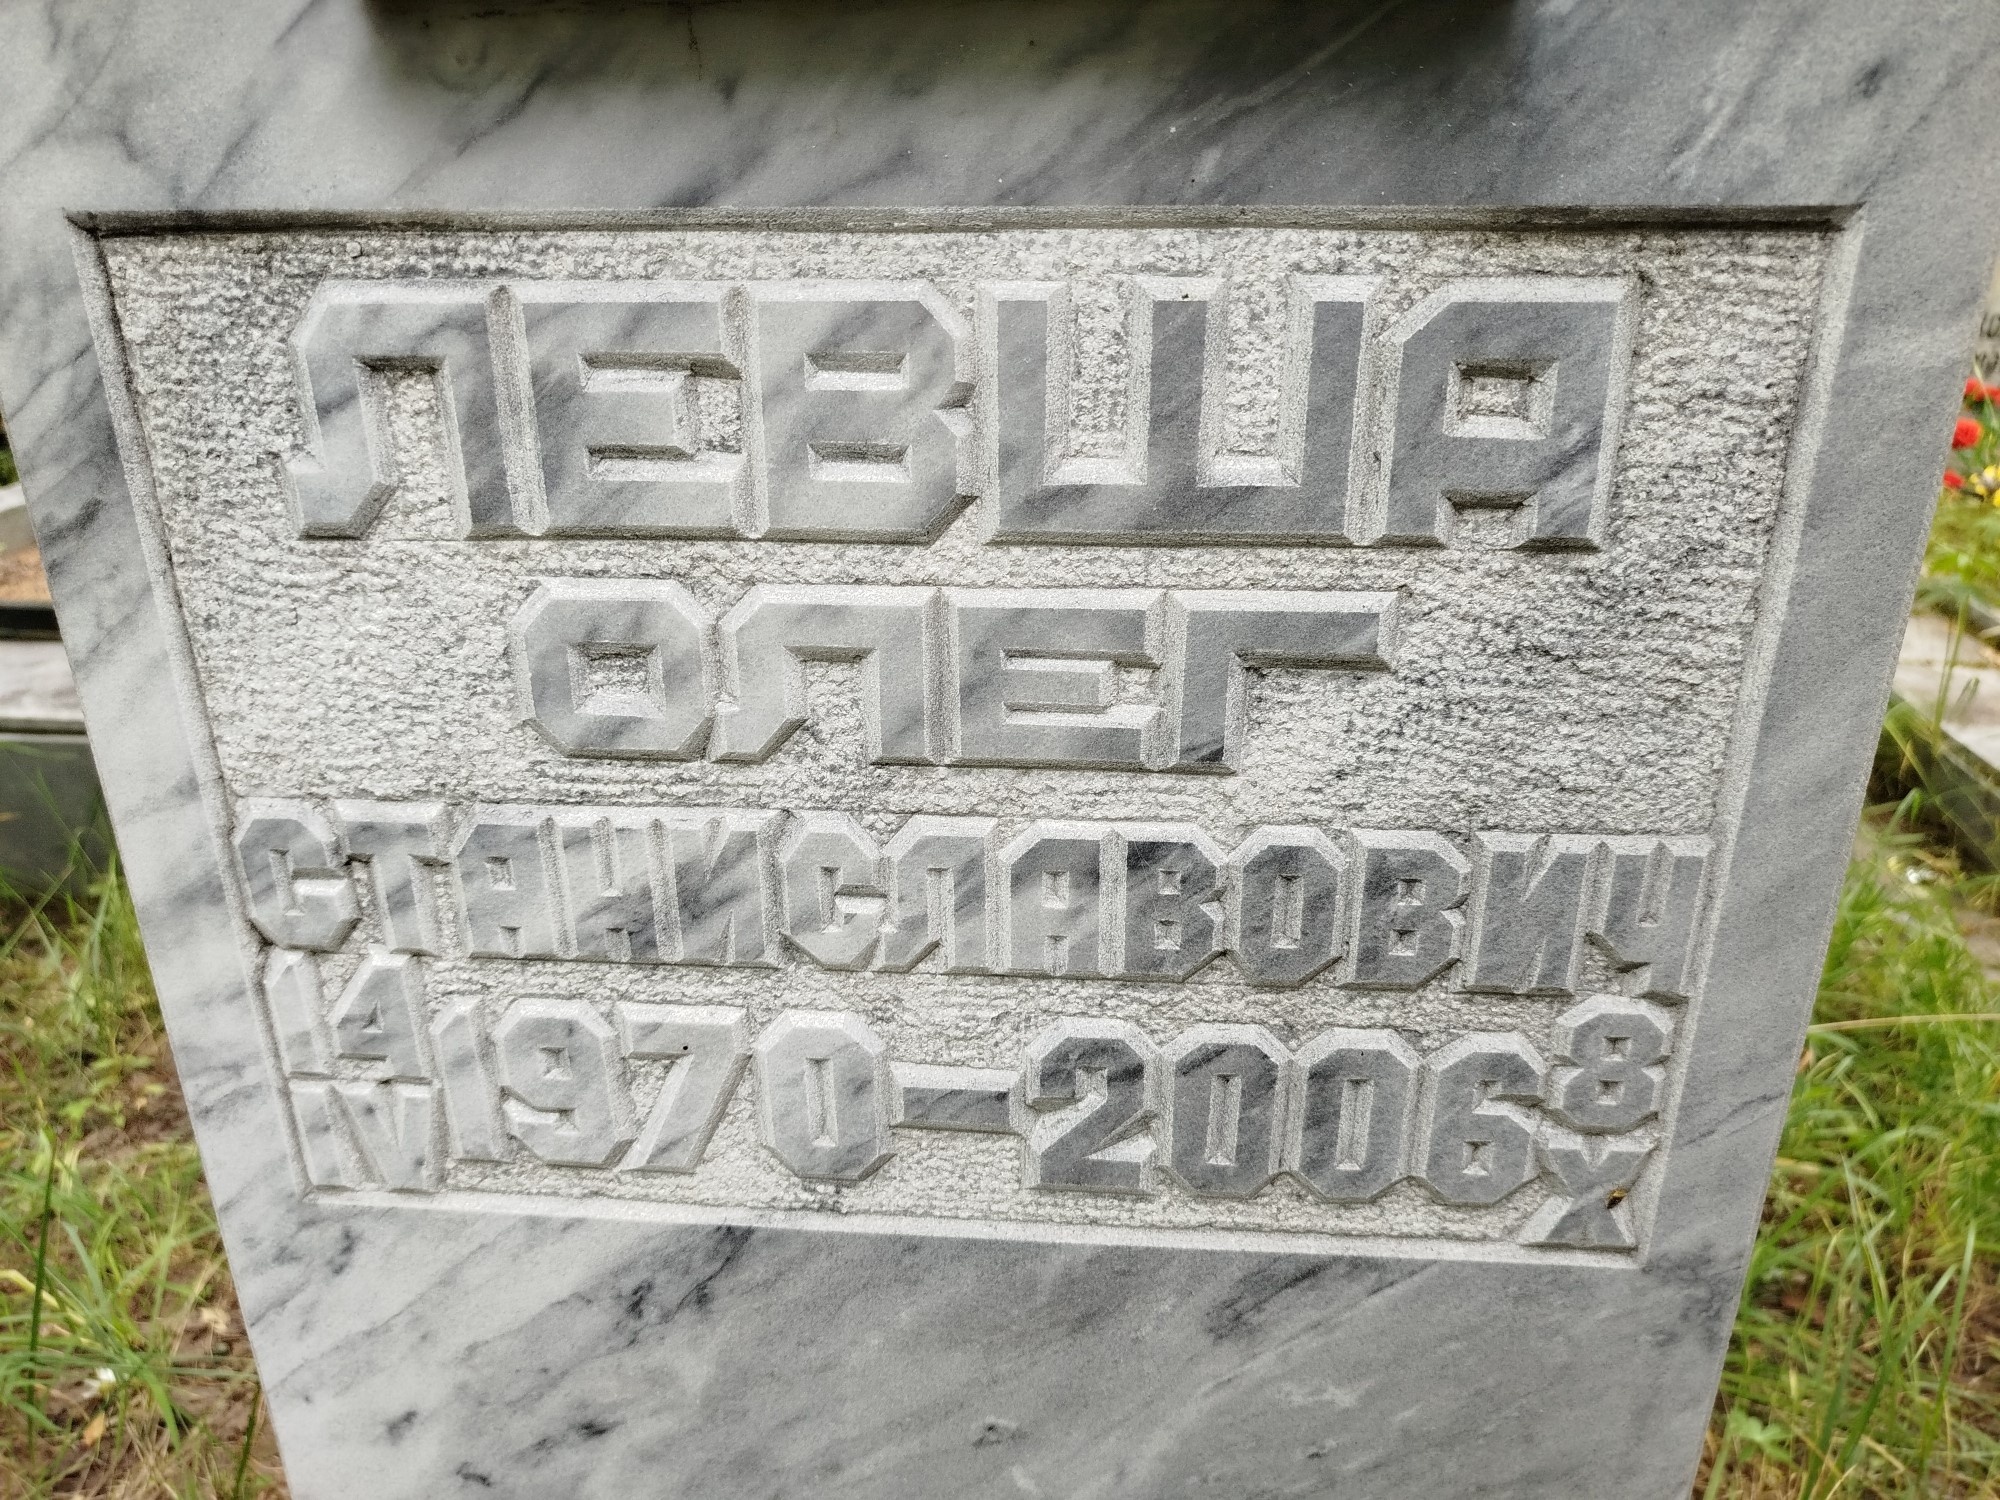 ЛЕВША
ОЛЕГ
СТАНИСЛАВОВИЧ
14 IV 1970-2006 8 X